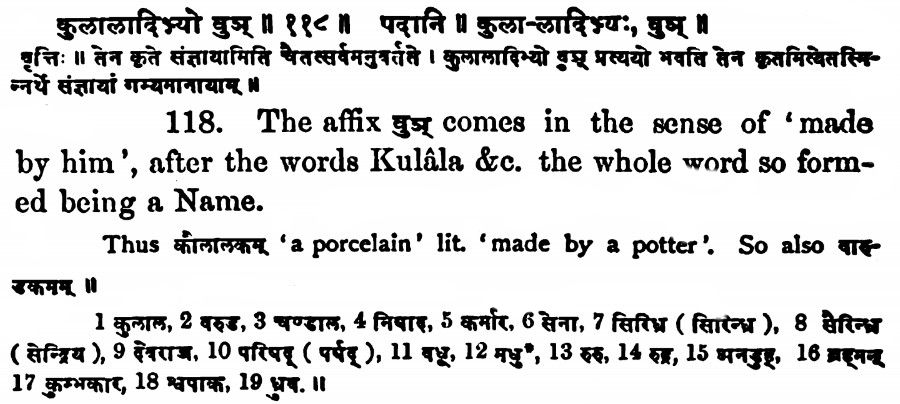 कुलालादिभ्यो वुञ् ॥ ११८ ॥ पदानि ॥ कुला-लादिभ्यः, वुञ् ॥
वृत्तिः ॥ तेन कृते संज्ञायामिति चैतत्सर्वमनुवर्तते । कुलालादिभ्यो वुञ् प्रत्ययो भवति तेन कृतमित्येतस्मि-
न्नर्थे संज्ञायां गम्यमानायाम् ॥
118. The affix वुञ् comes in the sense of ‘made
by him’, after the words Kulâla &c. the whole word so form-
ed being a Name.
Thus कौलालकम् ‘a porcelain’ lit. ‘made by a potter’. So also वारु-
डकमम् ॥
1 कुलाल, 2 वरुड, 3 चण्डाल, 4 निषाद, 5 कर्मार, 6 सेना, 7 सिरिध्र ( सिरिन्ध्र ), 8 सैरिन्ध्र
( सेन्द्रिय ), 9 देवराज, 10 परिषद् ( पर्षद् ), 11 वधू, 12 मधु*, 13 रुरु, 14 रुद्र, 15 अनडुह्, 16 ब्रह्मन्
17 कुम्भकार, 18 श्वपाक, 19 ध्रुव. ॥